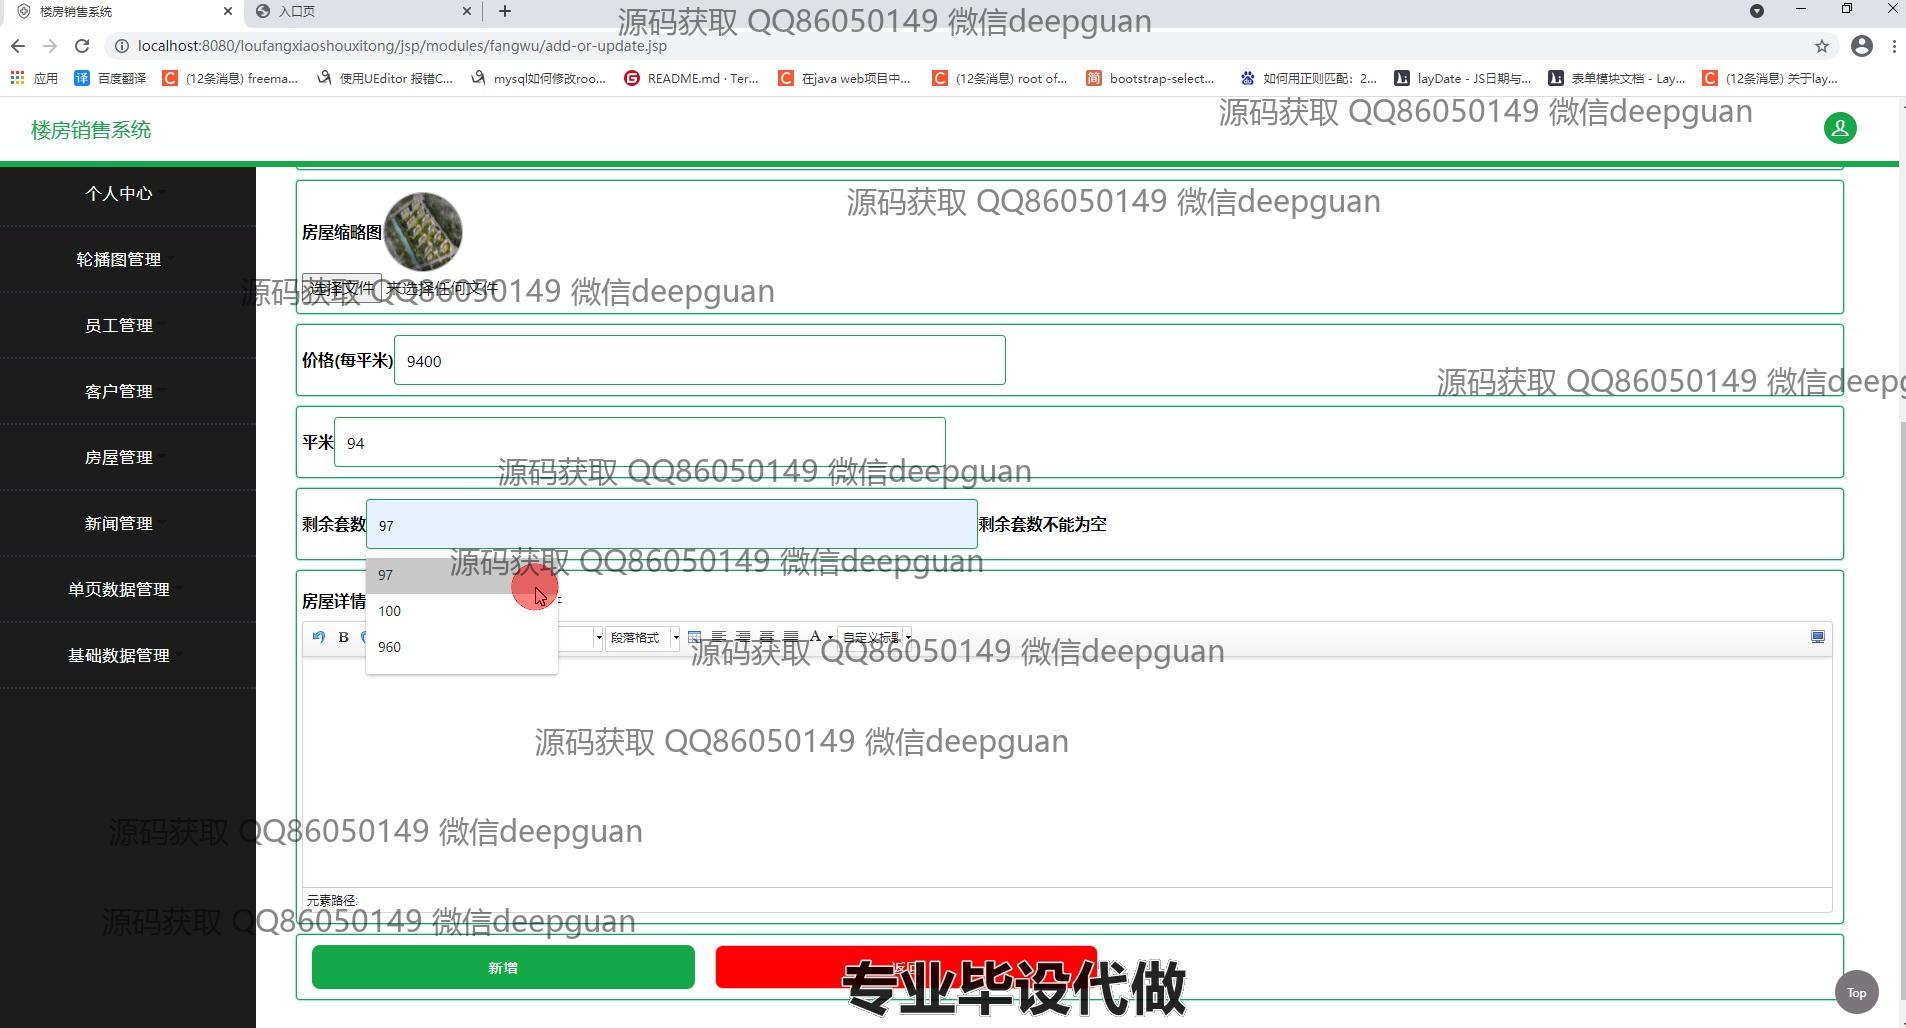 楼房销售系统
入口页
源码获取 QQ86050149 微信deepguan
localhost:8080/loufangxiaoshouxitong/jsp/modules/fangwu/add-or-update.jsp
应用
百度翻译
(12条消息) freema...
使用UEditor 报错C...
mysql如何修改roo...
README.md · Ter...
在java web项目中...
(12条消息) root of...
bootstrap-select...
如何用正则匹配：2...
layDate - JS日期与...
表单模块文档 - Lay...
(12条消息) 关于lay...
楼房销售系统
源码获取 QQ86050149 微信deepguan
个人中心
轮播图管理
员工管理
客户管理
房屋管理
新闻管理
单页数据管理
基础数据管理
源码获取 QQ86050149 微信deepguan
房屋缩略图
选择文件 未选择任何文件
源码获取 QQ86050149 微信deepguan
价格(每平米) 9400
源码获取 QQ86050149 微信deepg
平米 94
源码获取 QQ86050149 微信deepguan
剩余套数 97 剩余套数不能为空
源码获取 QQ86050149 微信deepguan
97
100
960
房屋详情
B
段落格式
A
自定义标题
源码获取 QQ86050149 微信deepguan
源码获取 QQ86050149 微信deepguan
源码获取 QQ86050149 微信deepguan
元素路径:
源码获取 QQ86050149 微信deepguan
新增
返回
专业毕设代做
Top